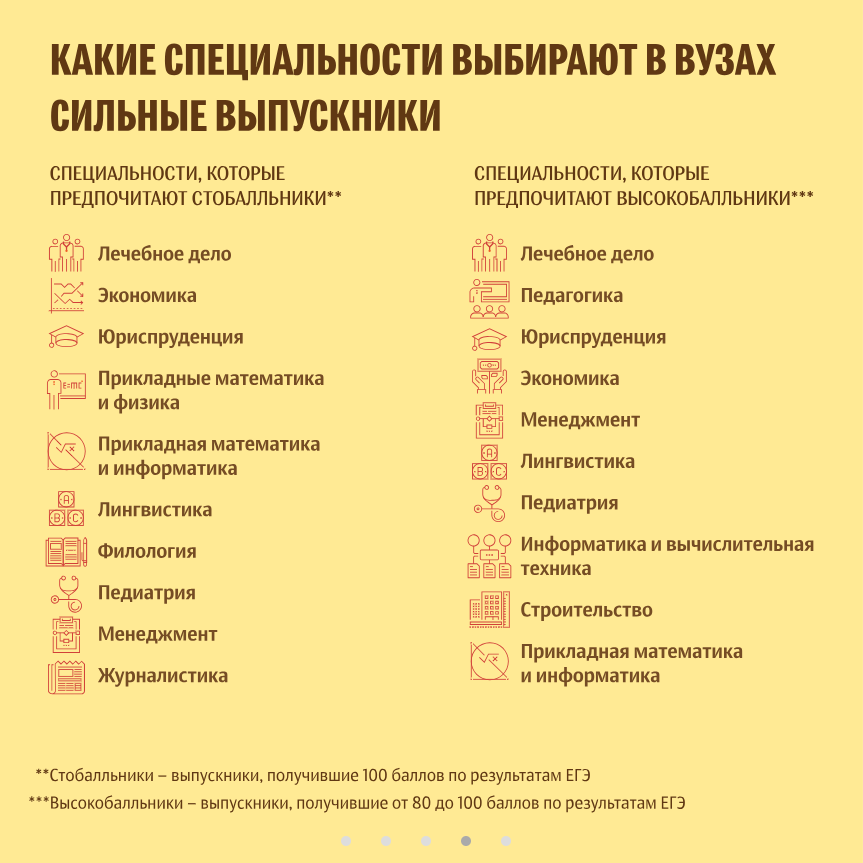 КАКИЕ СПЕЦИАЛЬНОСТИ ВЫБИРАЮТ В ВУЗАХ
СИЛЬНЫЕ ВЫПУСКНИКИ
СПЕЦИАЛЬНОСТИ, КОТОРЫЕ
ПРЕДПОЧИТАЮТ СТОБАЛЛЬНИКИ**
Лечебное дело
Экономика
Юриспруденция
Прикладные математика
E=mc²
и физика
Прикладная математика
√x
и информатика
A
B C
Лингвистика
Филология
Педиатрия
Менеджмент
Журналистика
СПЕЦИАЛЬНОСТИ, КОТОРЫЕ
ПРЕДПОЧИТАЮТ ВЫСОКОБАЛЛЬНИКИ***
Лечебное дело
Педагогика
Юриспруденция
Экономика
Менеджмент
A
B C
Лингвистика
Педиатрия
Информатика и вычислительная
техника
Строительство
Прикладная математика
√x
и информатика
**Стобалльники – выпускники, получившие 100 баллов по результатам ЕГЭ
***Высокобалльники – выпускники, получившие от 80 до 100 баллов по результатам ЕГЭ